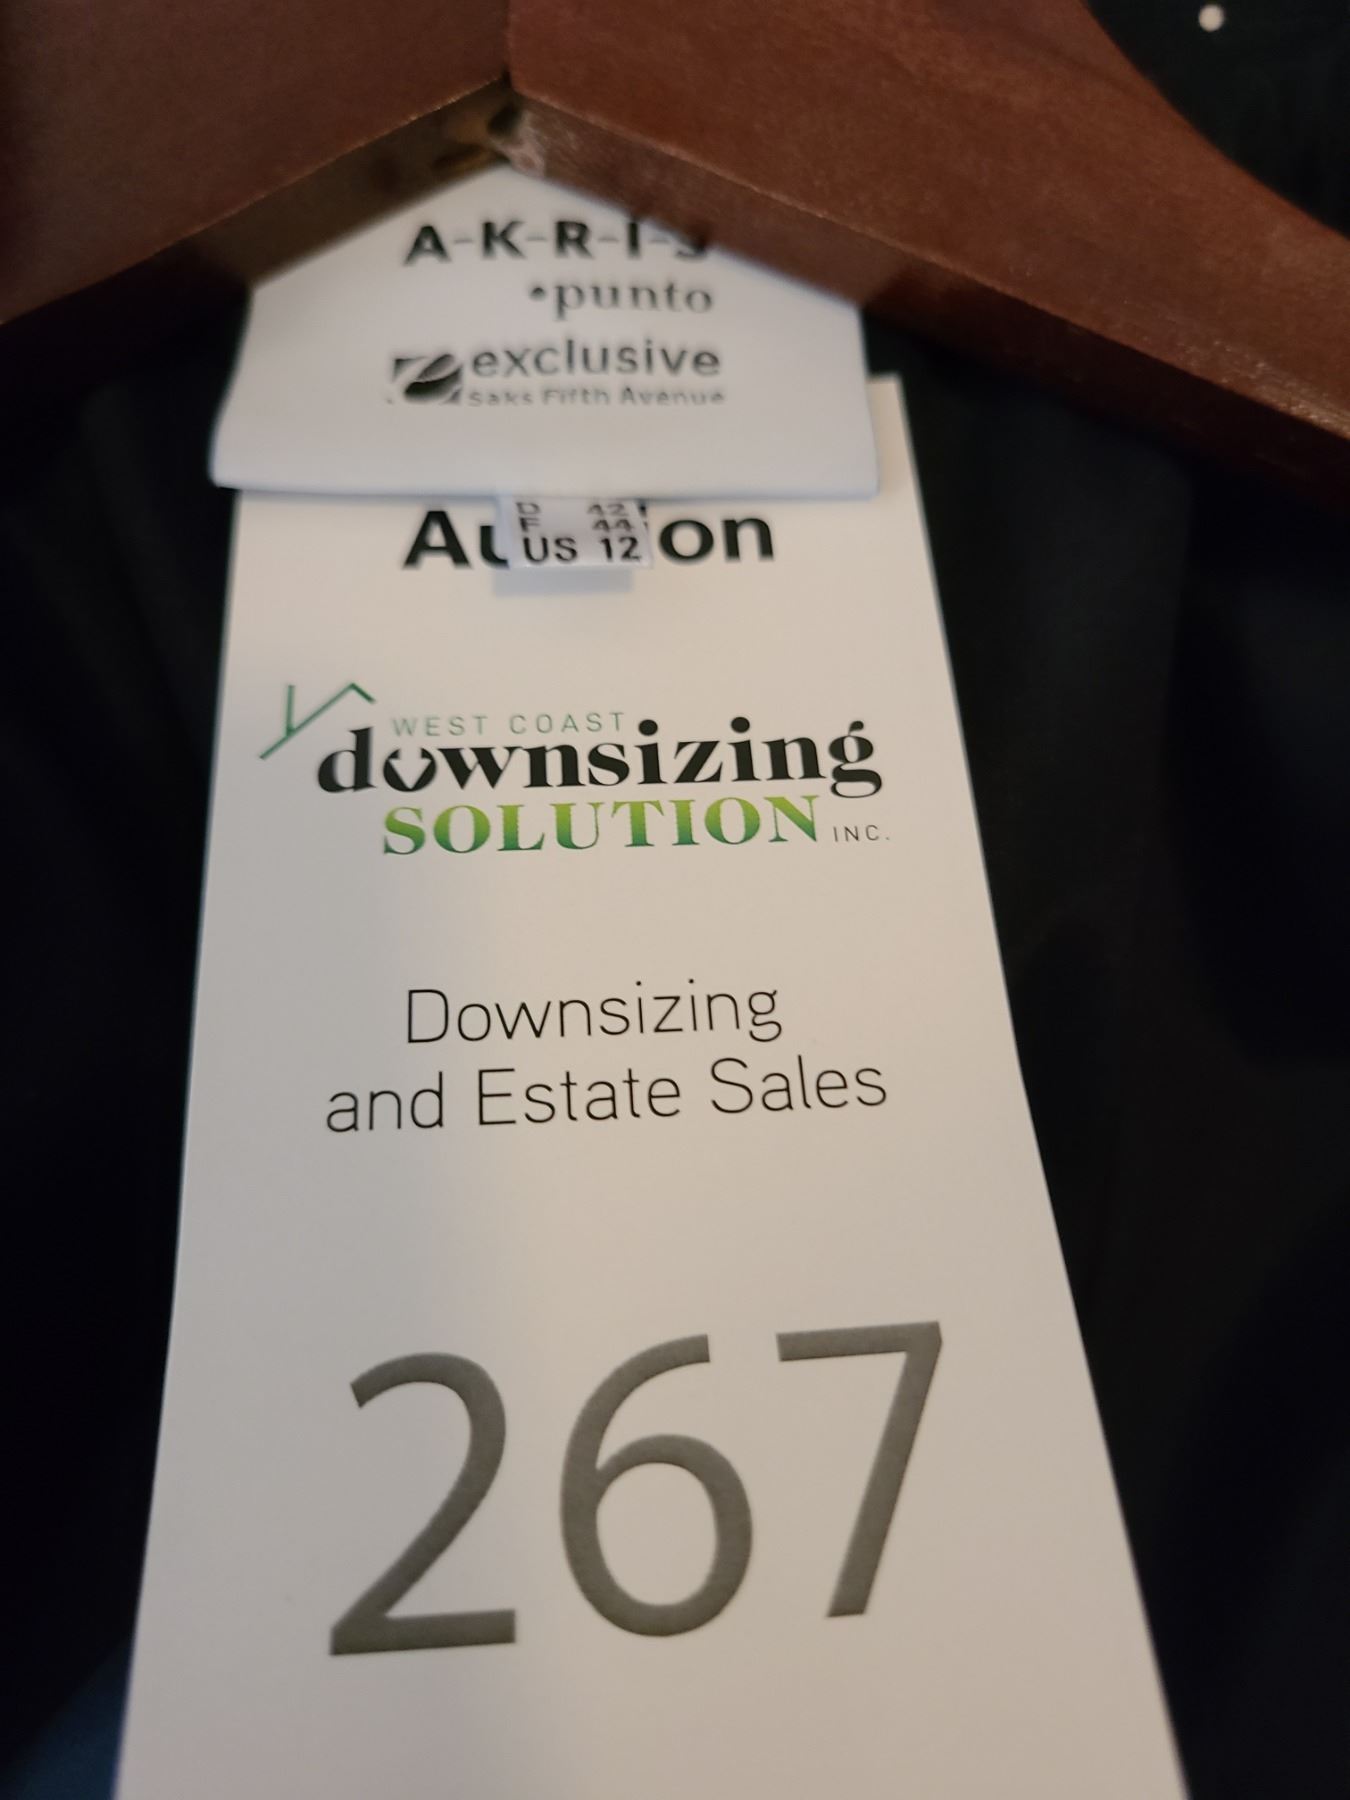 A-K-R-I-S
•punto
exclusive
Saks Fifth Avenue
D 42
F 44
US 12
Auction
WEST COAST
downsizing
SOLUTION INC.
Downsizing
and Estate Sales
267